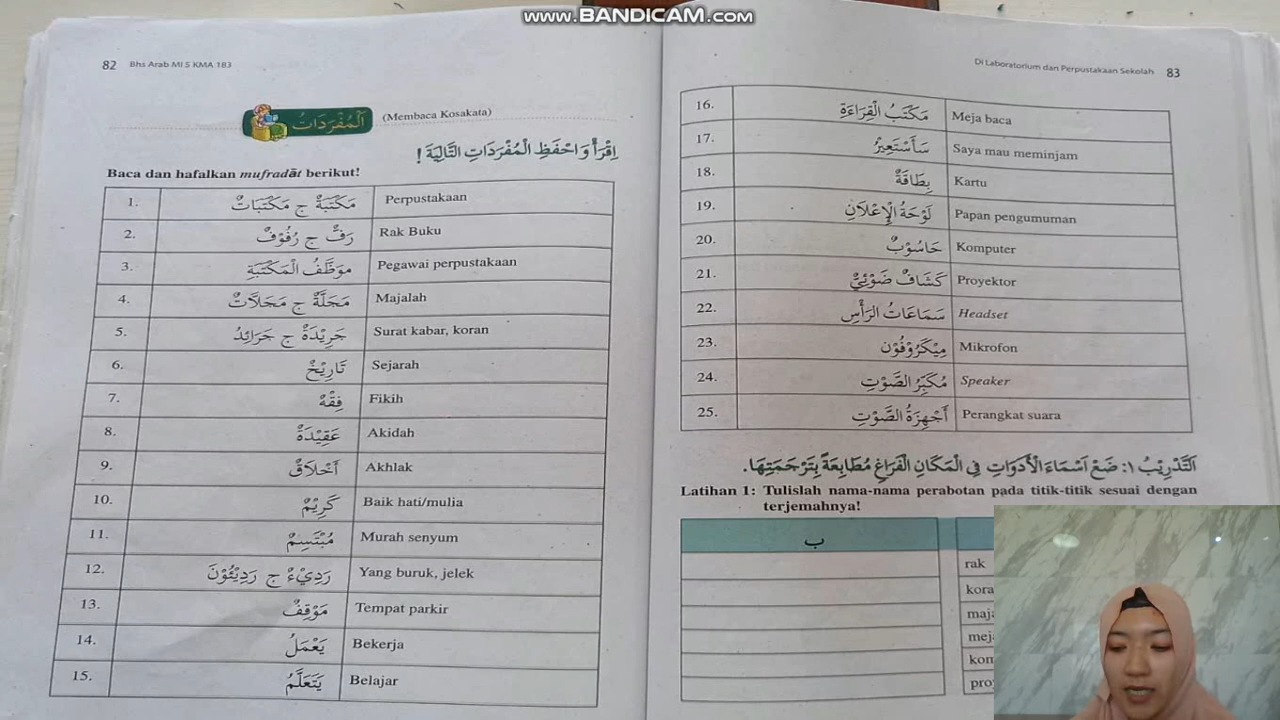 www.BANDICAM.com
82 Bhs Arab MI 5 KMA 183
اَلْمُفْرَدَاتُ (Membaca Kosakata)
اِقْرَأْ وَاحْفَظِ الْمُفْرَدَاتِ التَّالِيَةَ !
Baca dan hafalkan mufradāt berikut!
1. مَكْتَبَةٌ ج مَكْتَبَاتٌ Perpustakaan
2. رَفٌّ ج رُفُوْفٌ Rak Buku
3. مُوَظَّفُ الْمَكْتَبَةِ Pegawai perpustakaan
4. مَجَلَّةٌ ج مَجَلَّاتٌ Majalah
5. جَرِيْدَةٌ ج جَرَائِدُ Surat kabar, koran
6. تَارِيْخٌ Sejarah
7. فِقْهٌ Fikih
8. عَقِيْدَةٌ Akidah
9. أَخْلَاقٌ Akhlak
10. كَرِيْمٌ Baik hati/mulia
11. مُبْتَسِمٌ Murah senyum
12. رَدِيْءٌ ج رَدِيْئُوْنَ Yang buruk, jelek
13. مَوْقِفٌ Tempat parkir
14. يَعْمَلُ Bekerja
15. يَتَعَلَّمُ Belajar
Di Laboratorium dan Perpustakaan Sekolah 83
16. مَكْتَبُ الْقِرَاءَةِ Meja baca
17. سَأَسْتَعِيْرُ Saya mau meminjam
18. بِطَاقَةٌ Kartu
19. لَوْحَةُ الْإِعْلَانِ Papan pengumuman
20. حَاسُوْبٌ Komputer
21. كَشَافٌ ضَوْئِيٌّ Proyektor
22. سَمَاعَاتُ الرَّأْسِ Headset
23. مِيْكَرُوْفُوْن Mikrofon
24. مُكَبِّرُ الصَّوْتِ Speaker
25. أَجْهِزَةُ الصَّوْتِ Perangkat suara
اَلتَّدْرِيْبُ ١: ضَعْ اَسْمَاءَ الْأَدَوَاتِ فِي الْمَكَانِ الْفَرَاغِ مُطَابِعَةً بِتَرْجَمَتِهَا.
Latihan 1: Tulislah nama-nama perabotan pada titik-titik sesuai dengan
terjemahnya!
ب
rak
kora
maj
mej
kom
pro